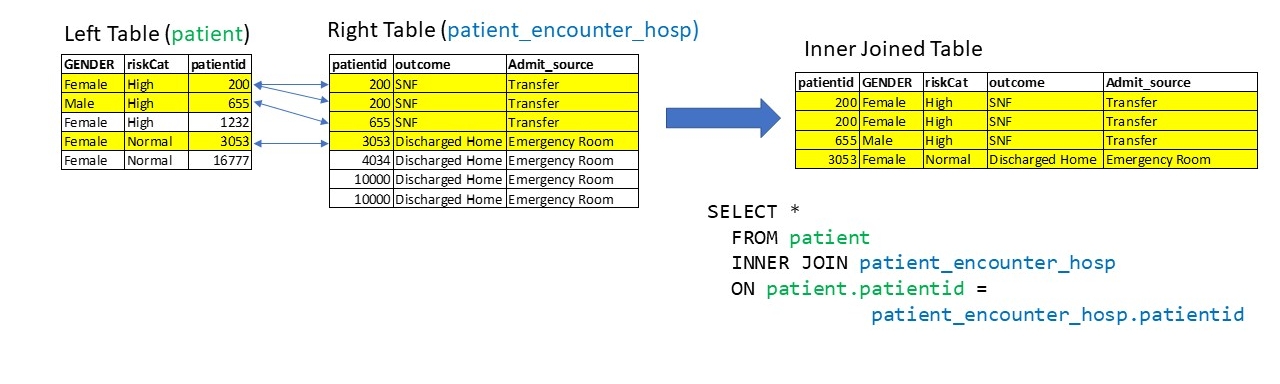 Left Table (patient)
GENDER riskCat patientid
Female High 200
Male High 655
Female High 1232
Female Normal 3053
Female Normal 16777
Right Table (patient_encounter_hosp)
patientid outcome Admit_source
200 SNF Transfer
200 SNF Transfer
655 SNF Transfer
3053 Discharged Home Emergency Room
4034 Discharged Home Emergency Room
10000 Discharged Home Emergency Room
10000 Discharged Home Emergency Room
Inner Joined Table
patientid GENDER riskCat outcome Admit_source
200 Female High SNF Transfer
200 Female High SNF Transfer
655 Male High SNF Transfer
3053 Female Normal Discharged Home Emergency Room
SELECT *
FROM patient
INNER JOIN patient_encounter_hosp
ON patient.patientid =
patient_encounter_hosp.patientid